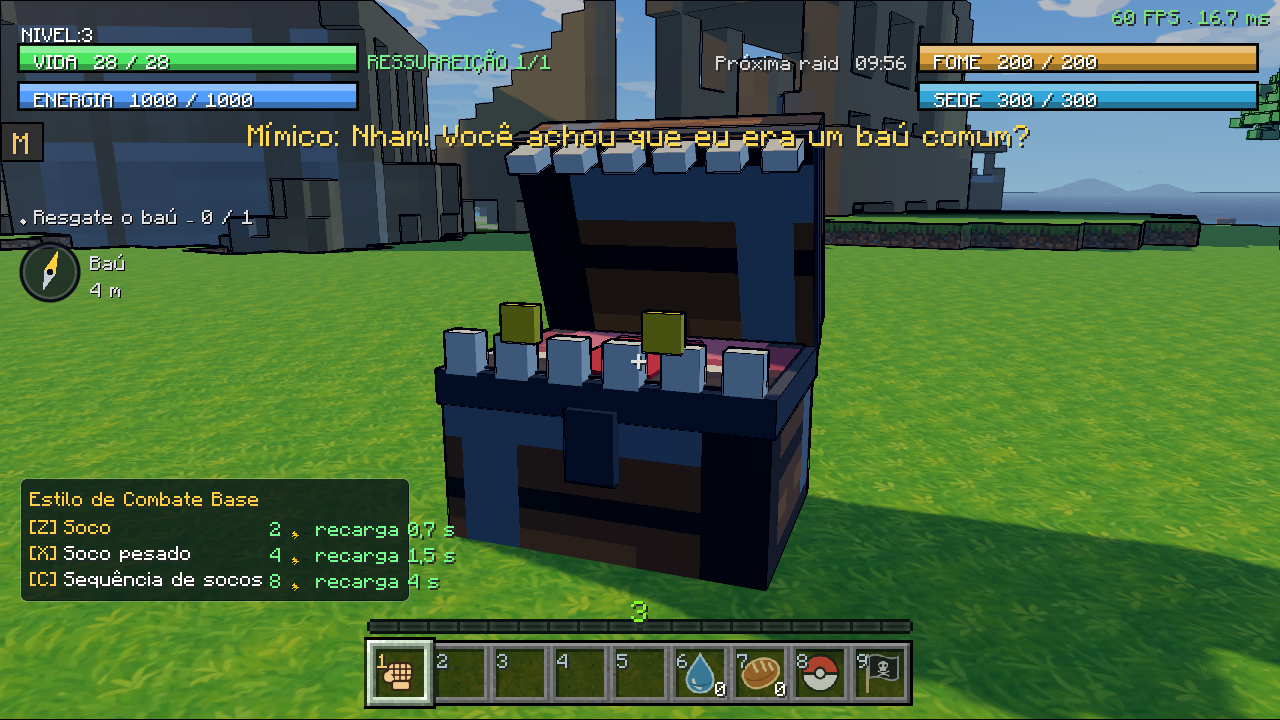 60 FPS · 16.7 ms
NIVEL:3
VIDA 28 / 28
RESSURREIÇÃO 1/1
Próxima raid 09:56
FOME 200 / 200
ENERGIA 1000 / 1000
SEDE 300 / 300
M
Mímico: Nham! Você achou que eu era um baú comum?
Resgate o baú - 0 / 1
Baú
4 m
Estilo de Combate Base
[Z] Soco 2 recarga 0,7 s
[X] Soco pesado 4 recarga 1,5 s
[C] Sequência de socos 8 recarga 4 s
3
1 2 3 4 5 6 7 8 9
0 0